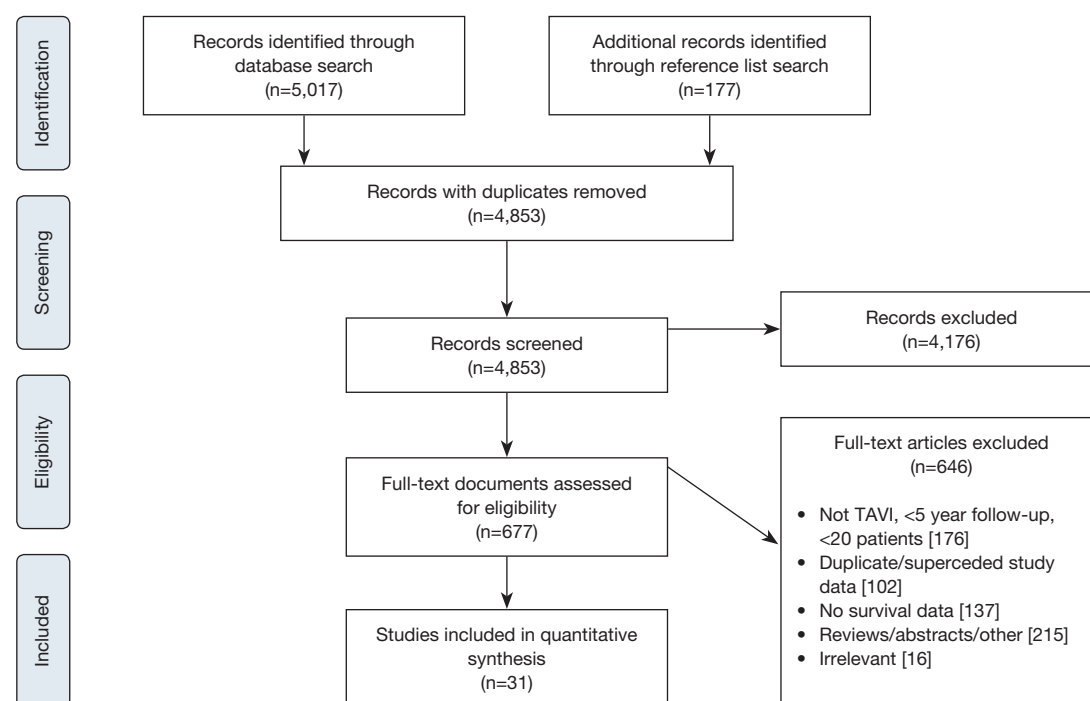 Identification
Records identified through
database search
(n=5,017)
Additional records identified
through reference list search
(n=177)
Records with duplicates removed
(n=4,853)
Screening
Records screened
(n=4,853)
Records excluded
(n=4,176)
Eligibility
Full-text documents assessed
for eligibility
(n=677)
Full-text articles excluded
(n=646)
• Not TAVI, <5 year follow-up,
<20 patients [176]
• Duplicate/superceded study
data [102]
• No survival data [137]
• Reviews/abstracts/other [215]
• Irrelevant [16]
Included
Studies included in quantitative
synthesis
(n=31)